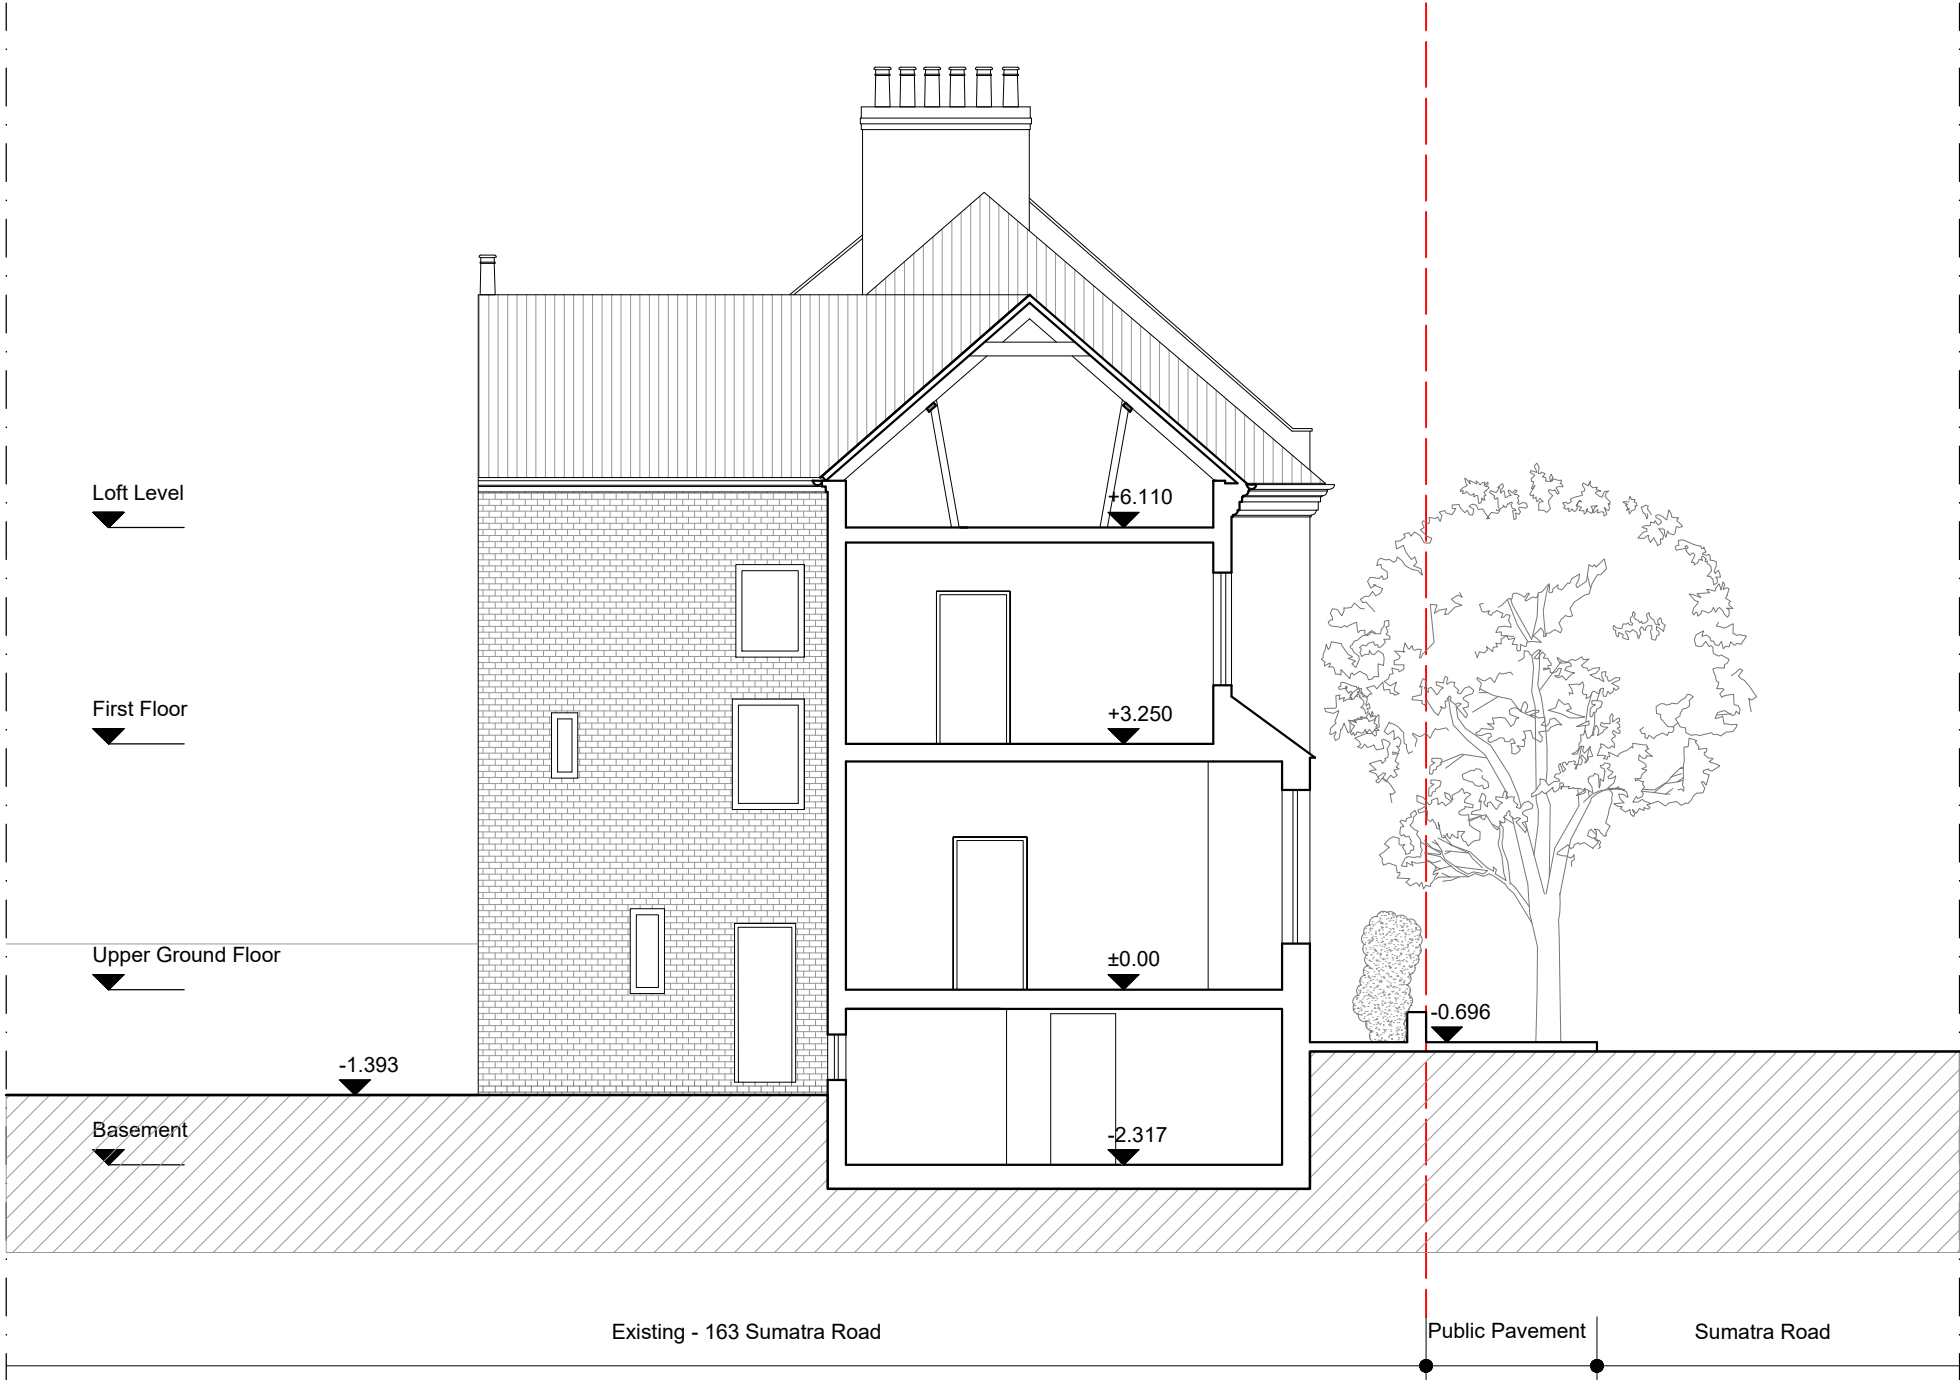 Loft Level
+6.110
First Floor
+3.250
Upper Ground Floor
±0.00
-0.696
-1.393
Basement
-2.317
Existing - 163 Sumatra Road
Public Pavement
Sumatra Road